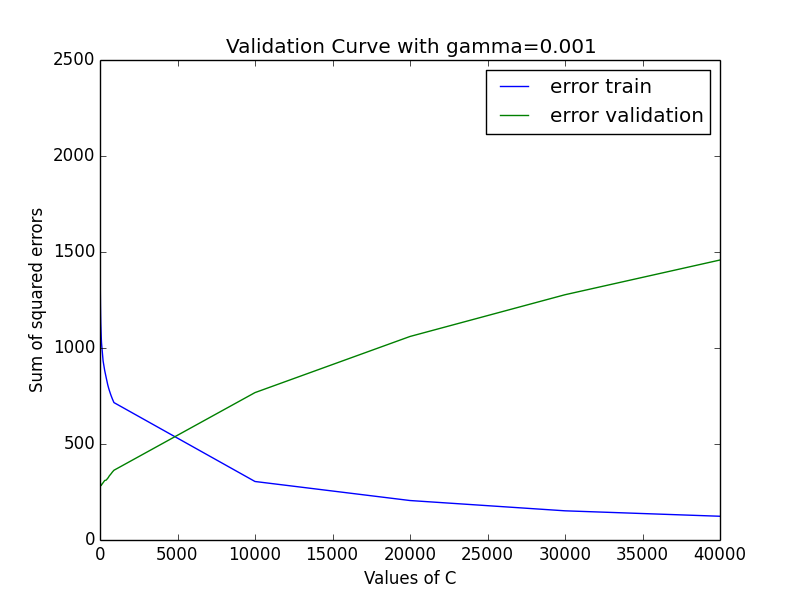 Validation Curve with gamma=0.001
error train
error validation
2500
2000
1500
1000
500
0
Sum of squared errors
0 5000 10000 15000 20000 25000 30000 35000 40000
Values of C